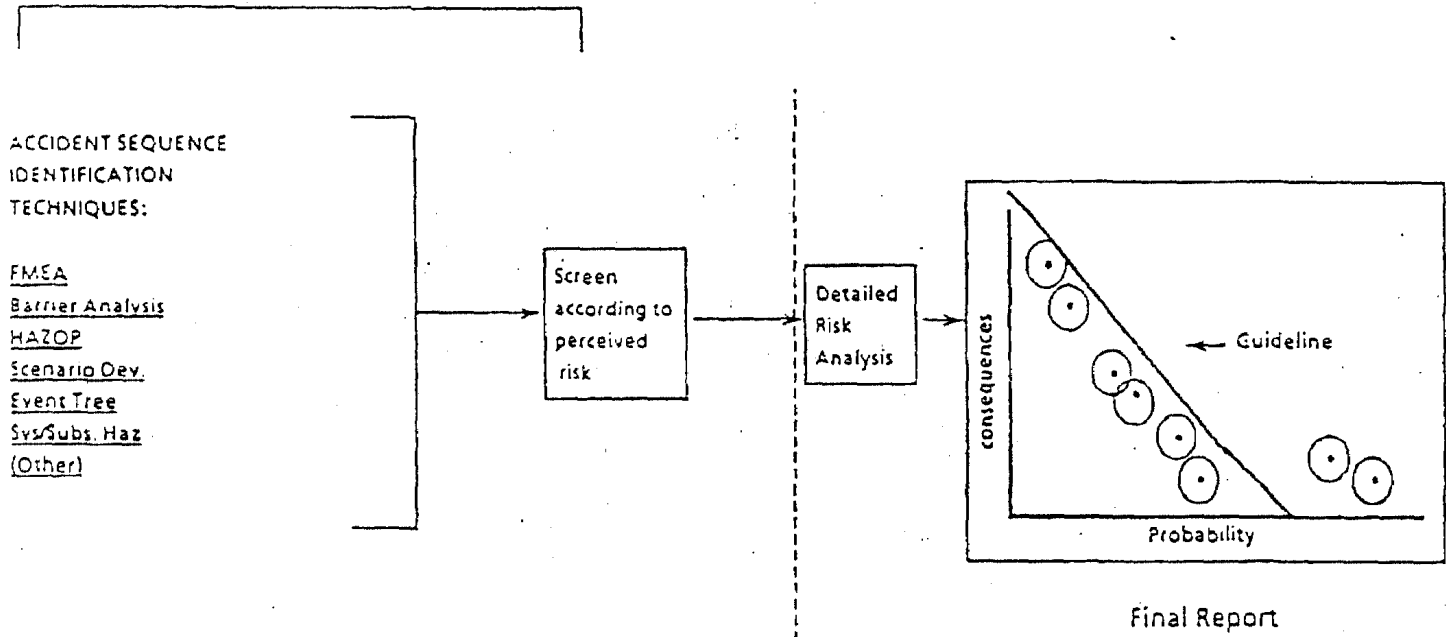 ACCIDENT SEQUENCE
IDENTIFICATION
TECHNIQUES:
FMEA
Barrier Analysis
HAZOP
Scenario Dev.
Event Tree
Sys/Subs. Haz
(Other)
Screen
according to
perceived
risk
Detailed
Risk
Analysis
consequences
Guideline
Probability
Final Report